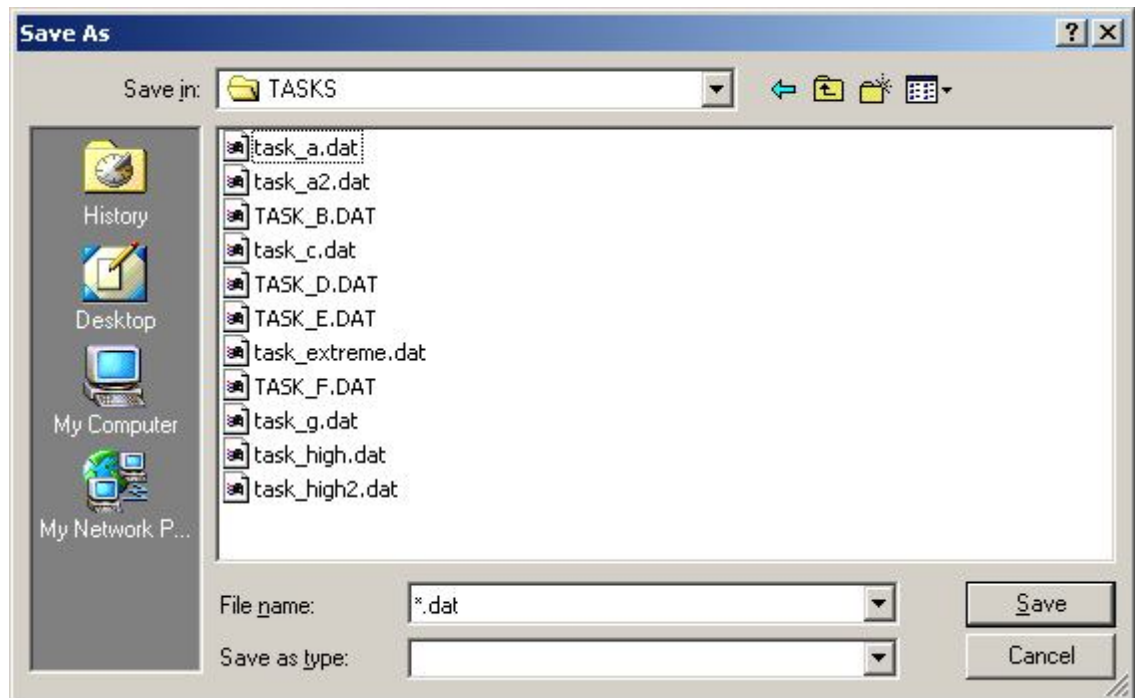 Save As
Save in: TASKS
History
Desktop
My Computer
My Network P...
task_a.dat
task_a2.dat
TASK_B.DAT
task_c.dat
TASK_D.DAT
TASK_E.DAT
task_extreme.dat
TASK_F.DAT
task_g.dat
task_high.dat
task_high2.dat
File name: *.dat Save
Save as type: Cancel